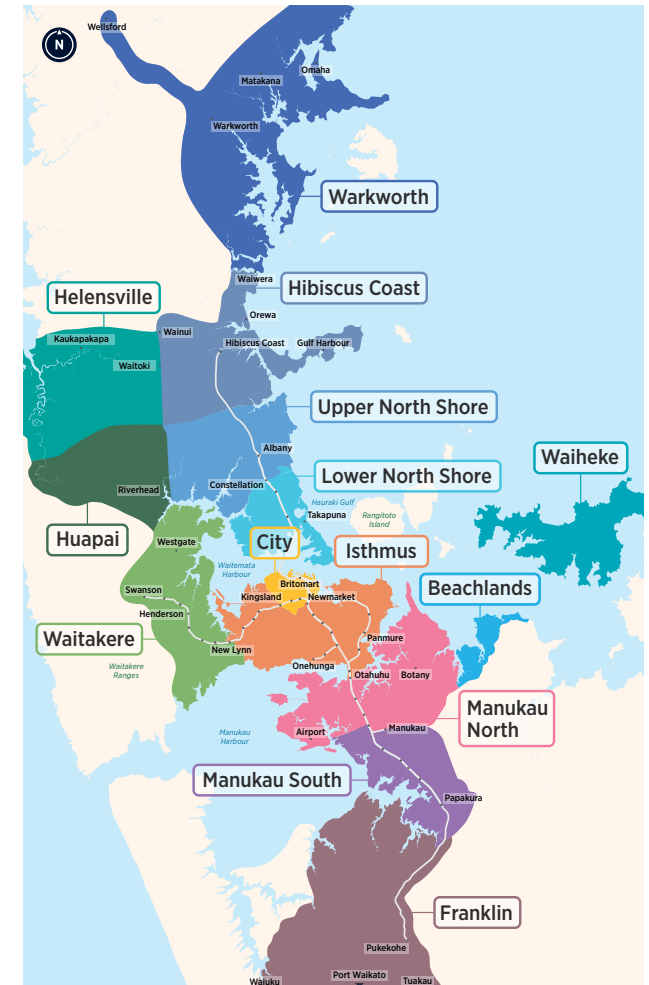 Wellsford
N
Omaha
Matakana
Warkworth
Warkworth
Waiwera
Hibiscus Coast
Helensville
Orewa
Wainui
Kaukapakapa
Hibiscus Coast
Gulf Harbour
Waitoki
Upper North Shore
Albany
Waiheke
Lower North Shore
Constellation
Riverhead
Hauraki Gulf
Takapuna
Rangitoto
Island
Huapai
Westgate
City
Isthmus
Waitemata
Harbour
Britomart
Beachlands
Swanson
Kingsland
Newmarket
Henderson
Waitakere
Panmure
New Lynn
Onehunga
Waitakere
Ranges
Otahuhu
Botany
Manukau
North
Airport
Manukau
Manukau
Harbour
Manukau South
Papakura
Franklin
Pukekohe
Port Waikato
Waiuku
Tuakau